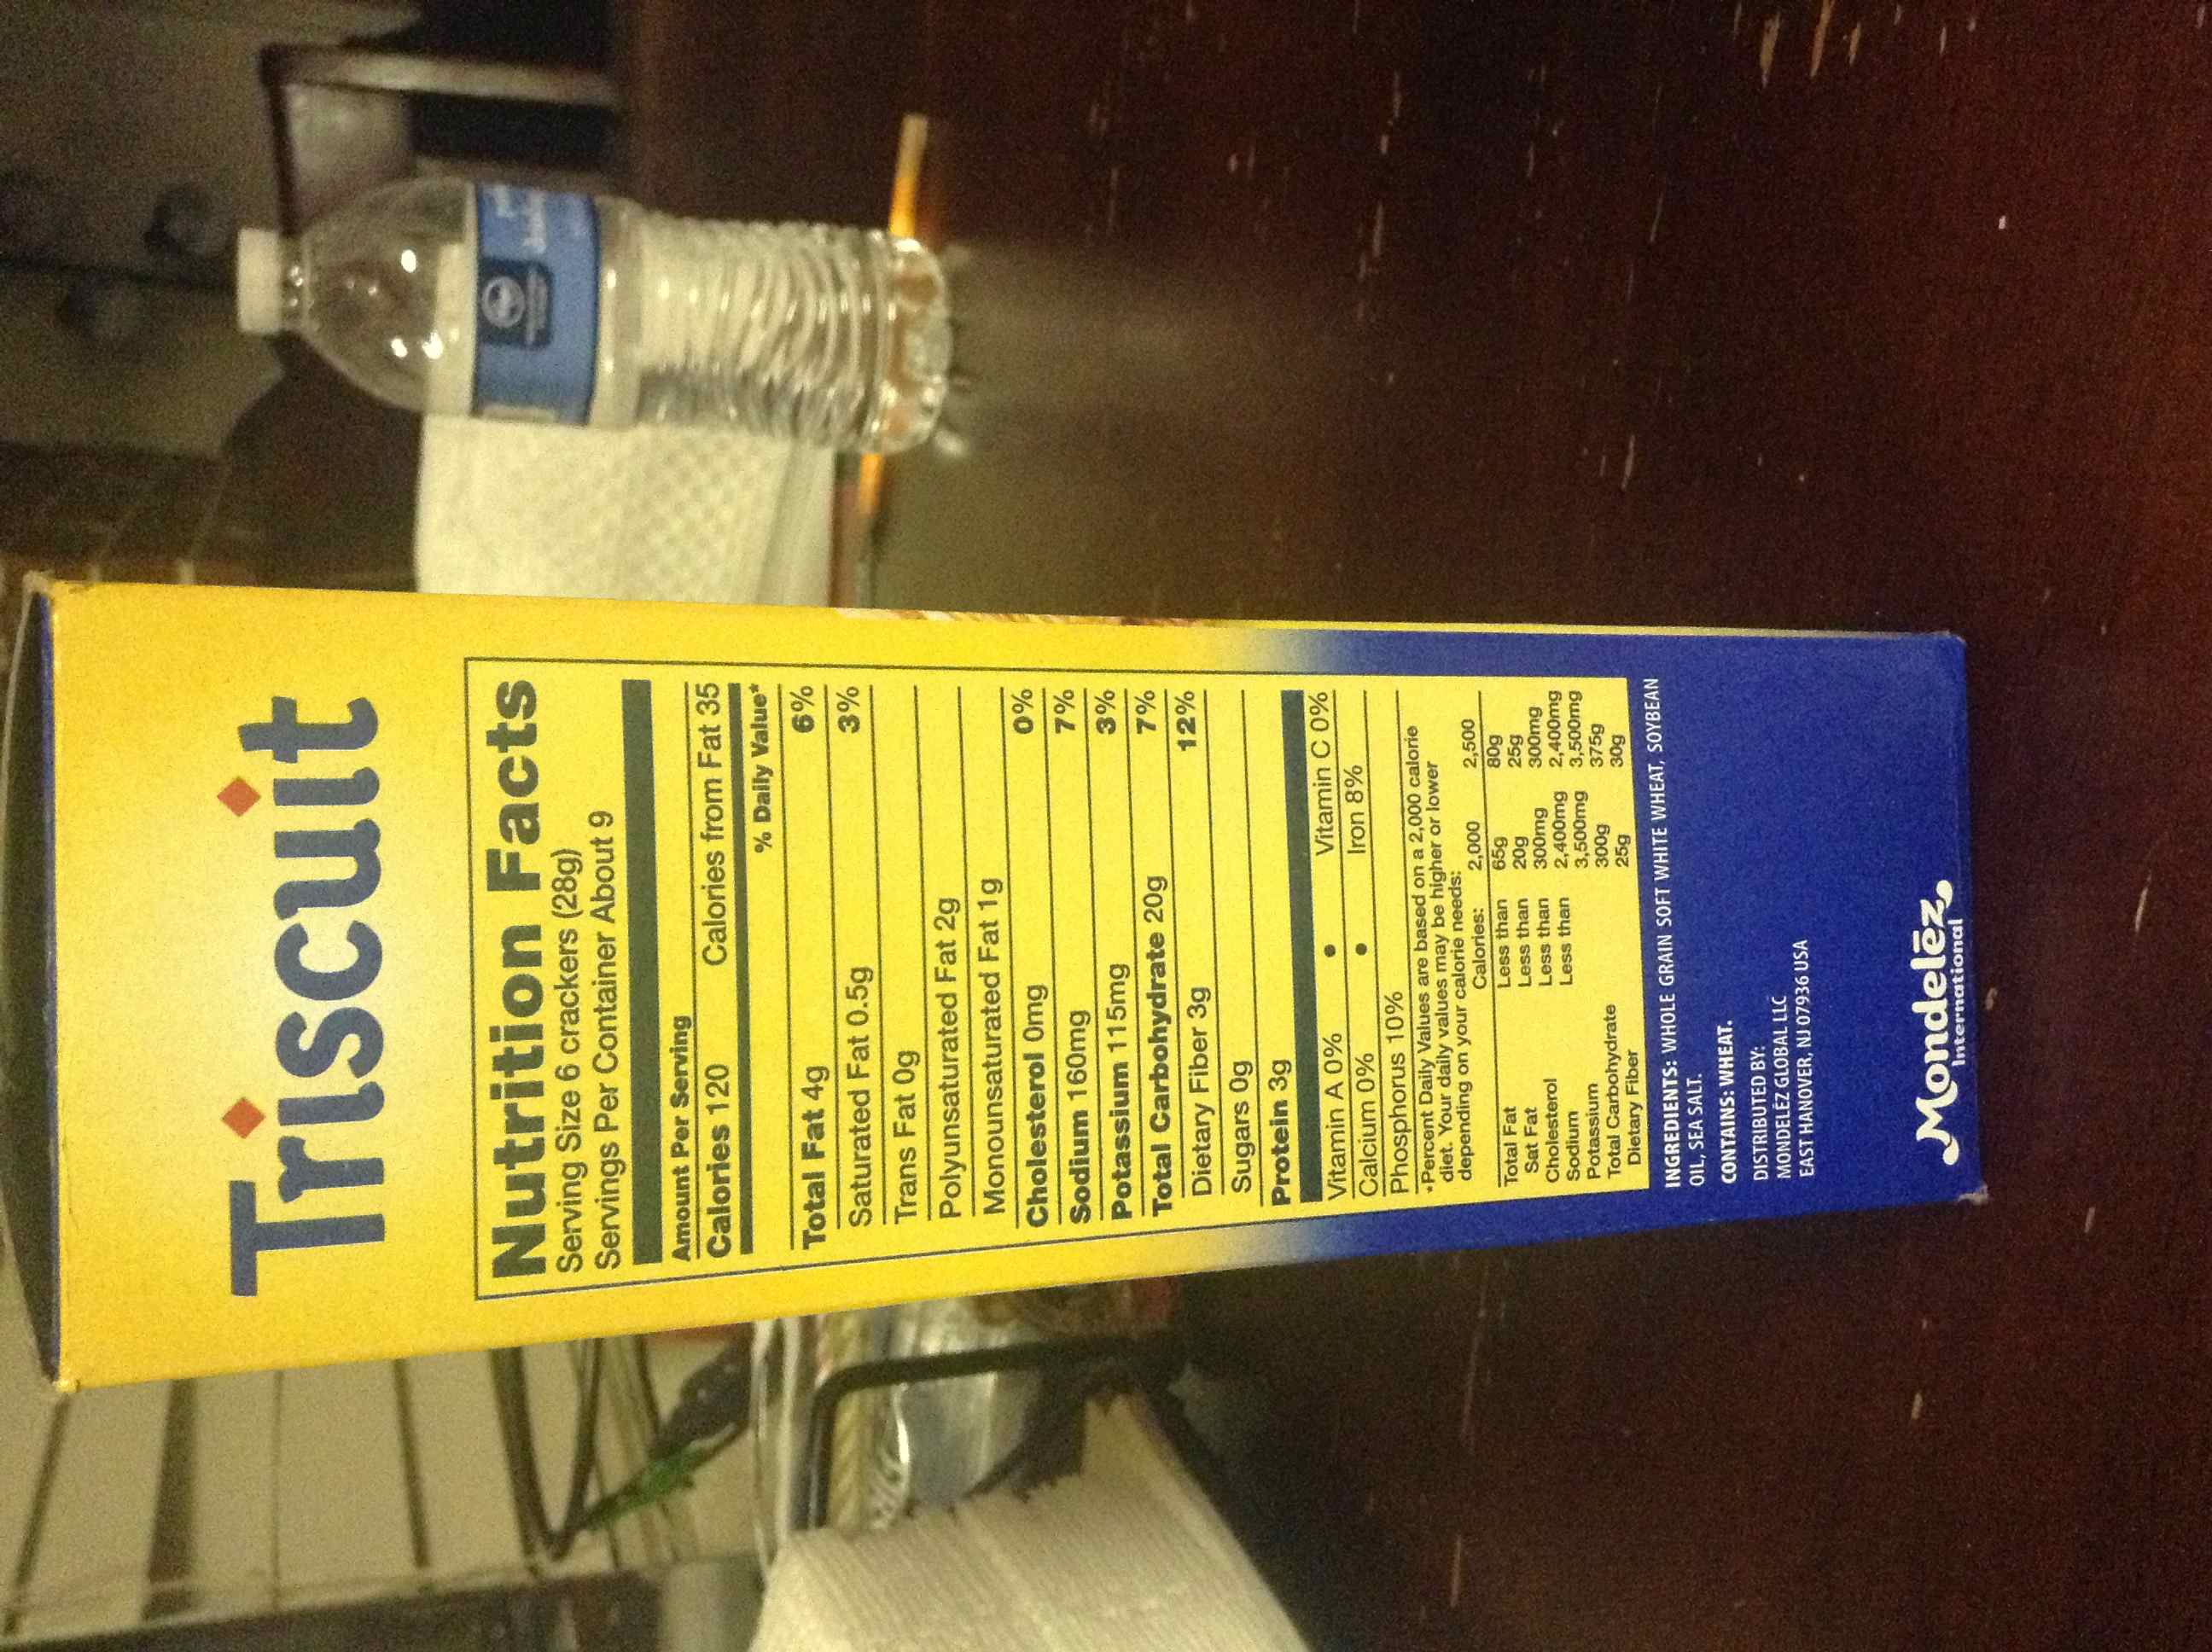 Triscuit
Nutrition Facts
Serving Size 6 crackers (28g)
Servings Per Container About 9
Amount Per Serving
Calories 120 Calories from Fat 35
% Daily Value*
Total Fat 4g 6%
Saturated Fat 0.5g 3%
Trans Fat 0g
Polyunsaturated Fat 2g
Monounsaturated Fat 1g
Cholesterol 0mg 0%
Sodium 160mg 7%
Potassium 115mg 3%
Total Carbohydrate 20g 7%
Dietary Fiber 3g 12%
Sugars 0g
Protein 3g
Vitamin A 0% • Vitamin C 0%
Calcium 0% • Iron 8%
Phosphorus 10%
*Percent Daily Values are based on a 2,000 calorie
diet. Your daily values may be higher or lower
depending on your calorie needs:
Calories: 2,000 2,500
Total Fat Less than 65g 80g
Sat Fat Less than 20g 25g
Cholesterol Less than 300mg 300mg
Sodium Less than 2,400mg 2,400mg
Potassium 3,500mg 3,500mg
Total Carbohydrate 300g 375g
Dietary Fiber 25g 30g
INGREDIENTS: WHOLE GRAIN SOFT WHITE WHEAT, SOYBEAN
OIL, SEA SALT.
CONTAINS: WHEAT.
DISTRIBUTED BY:
MONDELĒZ GLOBAL LLC
EAST HANOVER, NJ 07936 USA
Mondelēz
International